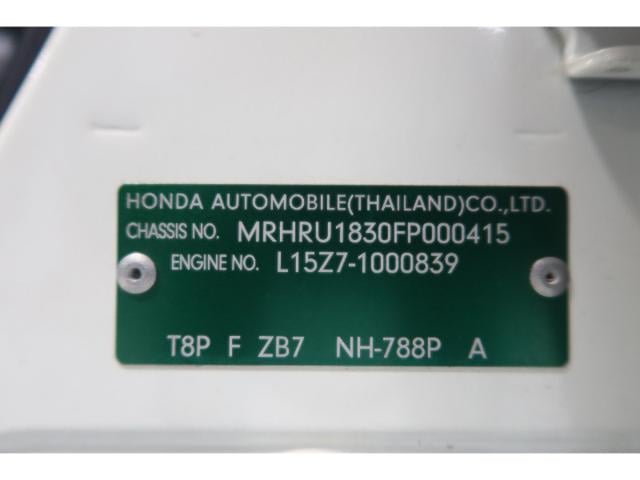 HONDA AUTOMOBILE(THAILAND)CO.,LTD.
CHASSIS NO. MRHRU1830FP000415
ENGINE NO. L15Z7-1000839
T8P F ZB7 NH-788P A